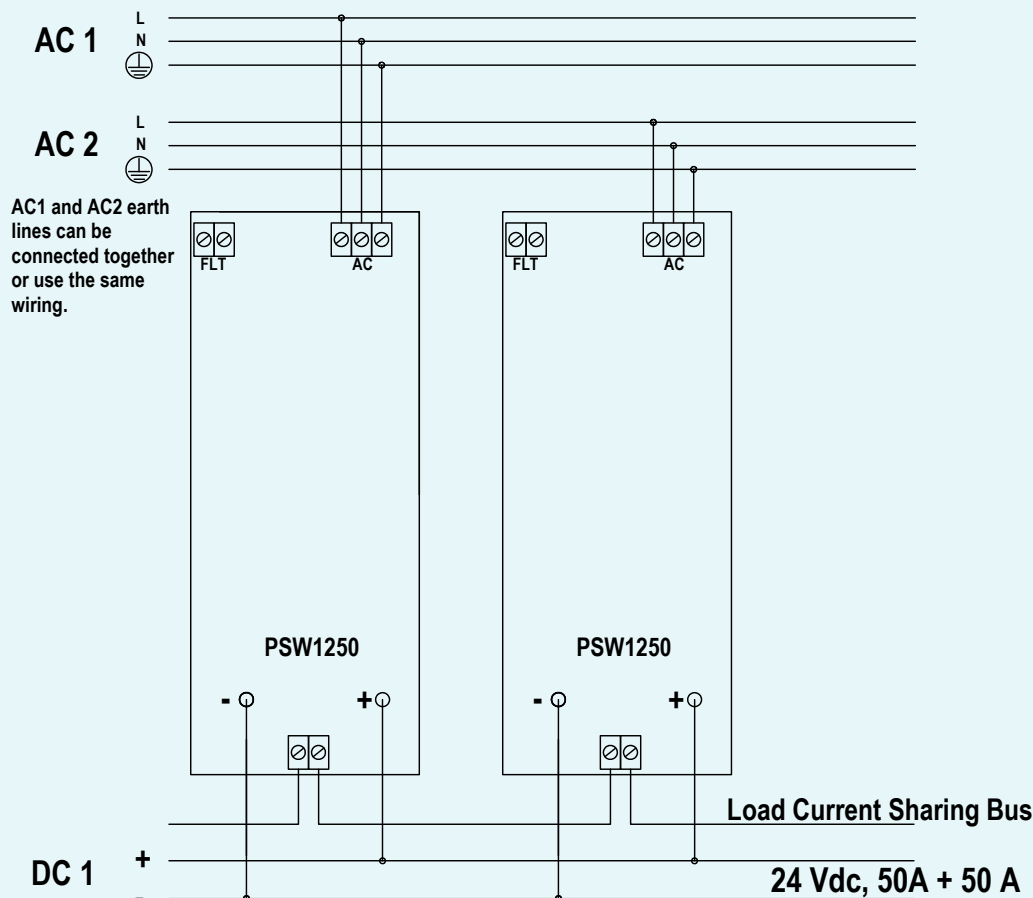 L
AC 1 N
L
AC 2 N
AC1 and AC2 earth
lines can be
connected together
or use the same
wiring.
FLT AC
FLT AC
PSW1250 PSW1250
- + - +
Load Current Sharing Bus
+
DC 1
24 Vdc, 50A + 50 A
-